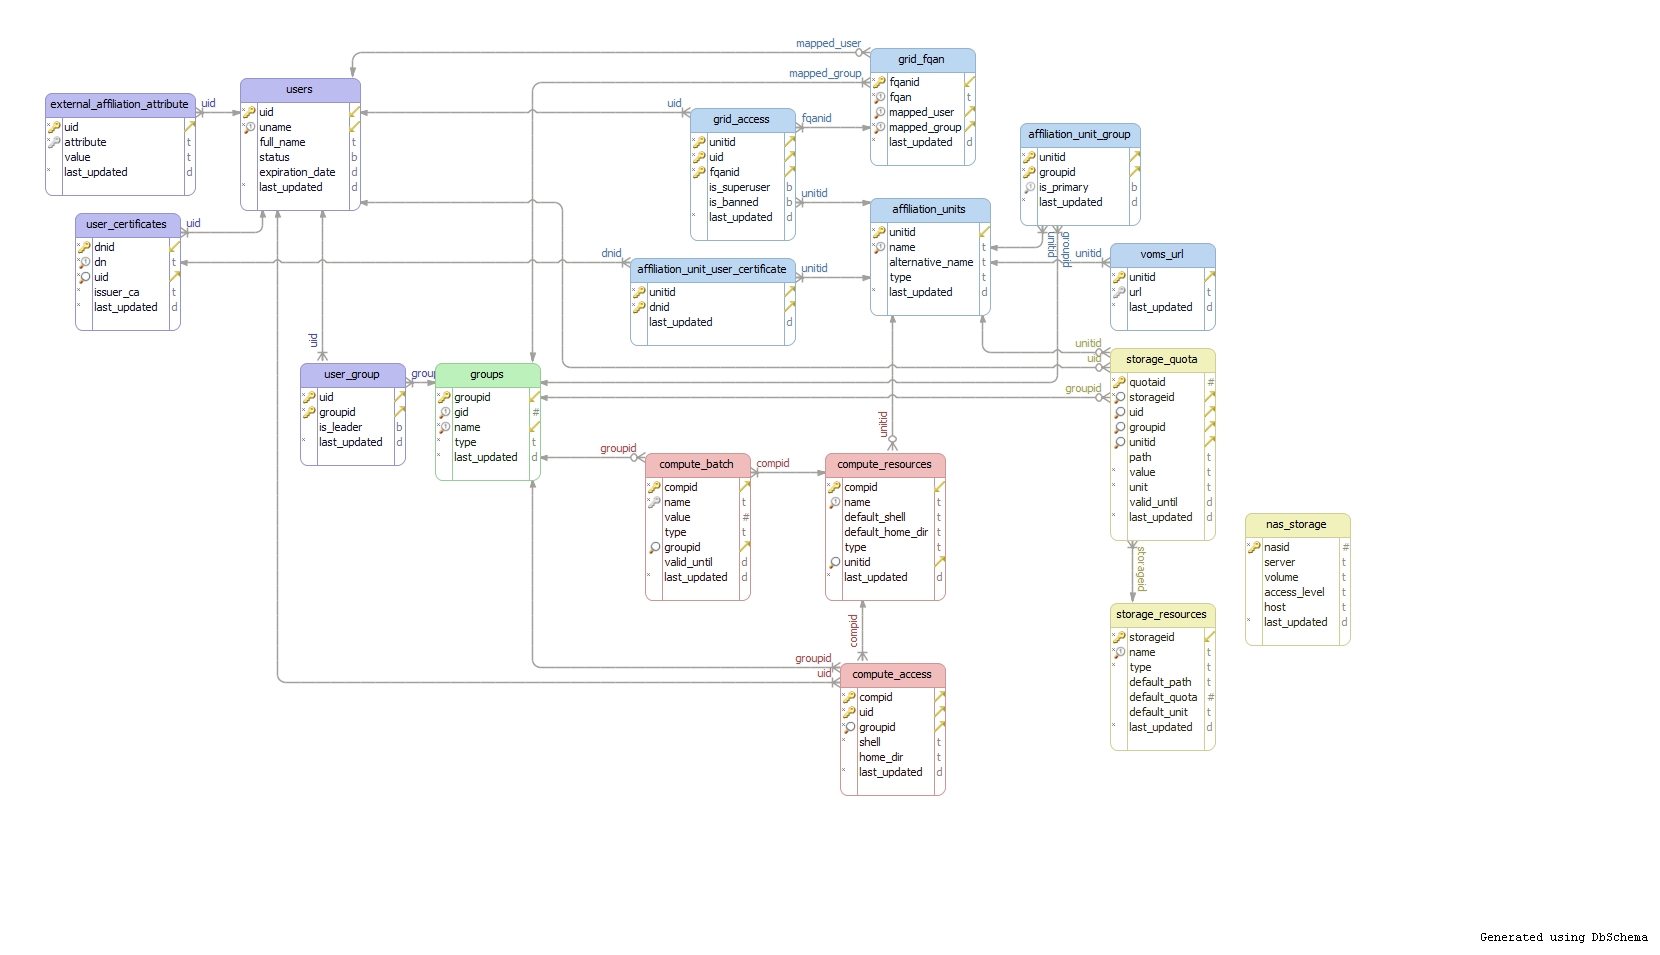 mapped_user
grid_fqan
fqanid
fqan t
mapped_user
mapped_group
last_updated d
mapped_group
external_affiliation_attribute
uid
attribute t
value t
last_updated d
uid
users
uid
uname
full_name t
status b
expiration_date d
last_updated d
uid
grid_access
unitid
uid
fqanid
is_superuser b
is_banned b
last_updated d
fqanid
unitid
affiliation_unit_group
unitid
groupid
is_primary b
last_updated d
unitid
groupid
user_certificates
dnid
dn t
uid
issuer_ca t
last_updated d
uid
dnid
affiliation_unit_user_certificate
unitid
dnid
last_updated d
unitid
affiliation_units
unitid
name t
alternative_name t
type t
last_updated d
unitid
voms_url
unitid
url t
last_updated d
uid
user_group
uid
groupid
is_leader b
last_updated d
group
groups
groupid
gid #
name
type t
last_updated d
unitid
uid
groupid
storage_quota
quotaid #
storageid
uid
groupid
unitid
path t
value t
unit t
valid_until d
last_updated d
storageid
groupid
compute_batch
compid
name t
value #
type t
groupid
valid_until d
last_updated d
compid
unitid
compute_resources
compid
name t
default_shell t
default_home_dir t
type t
unitid
last_updated d
nas_storage
nasid #
server t
volume t
access_level t
host t
last_updated d
storage_resources
storageid
name t
type t
default_path t
default_quota #
default_unit t
last_updated d
compid
groupid
uid
compute_access
compid
uid
groupid
shell t
home_dir t
last_updated d
Generated using DbSchema